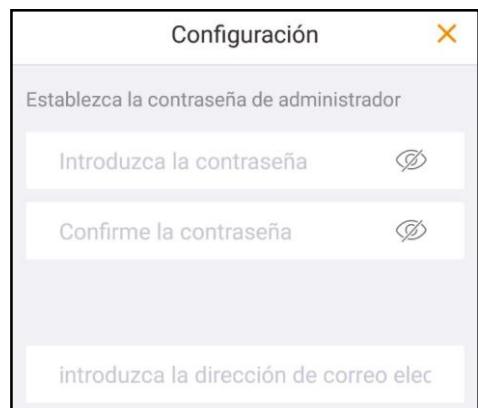 Configuración
Establezca la contraseña de administrador
Introduzca la contraseña
Confirme la contraseña
introduzca la dirección de correo elec